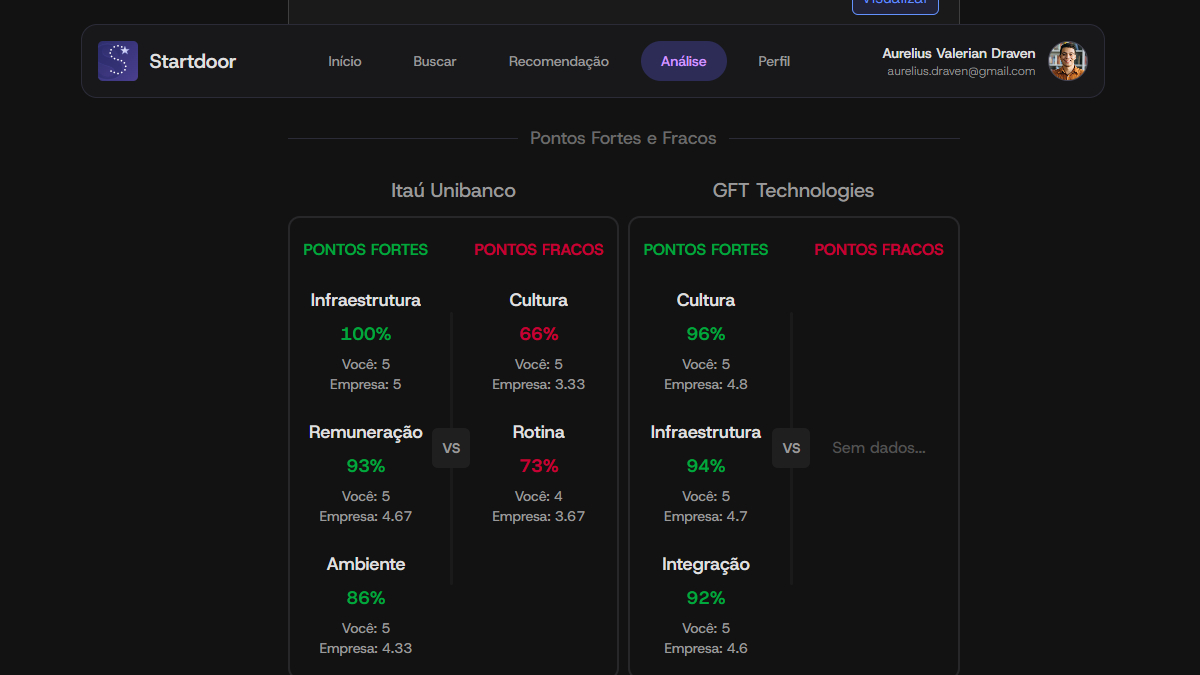 Visualizar
Startdoor
Início
Buscar
Recomendação
Análise
Perfil
Aurelius Valerian Draven
aurelius.draven@gmail.com
Pontos Fortes e Fracos
Itaú Unibanco
PONTOS FORTES
PONTOS FRACOS
Infraestrutura
100%
Você: 5
Empresa: 5
Remuneração
93%
Você: 5
Empresa: 4.67
Ambiente
86%
Você: 5
Empresa: 4.33
VS
Cultura
66%
Você: 5
Empresa: 3.33
Rotina
73%
Você: 4
Empresa: 3.67
GFT Technologies
PONTOS FORTES
PONTOS FRACOS
Cultura
96%
Você: 5
Empresa: 4.8
Infraestrutura
94%
Você: 5
Empresa: 4.7
Integração
92%
Você: 5
Empresa: 4.6
VS
Sem dados...